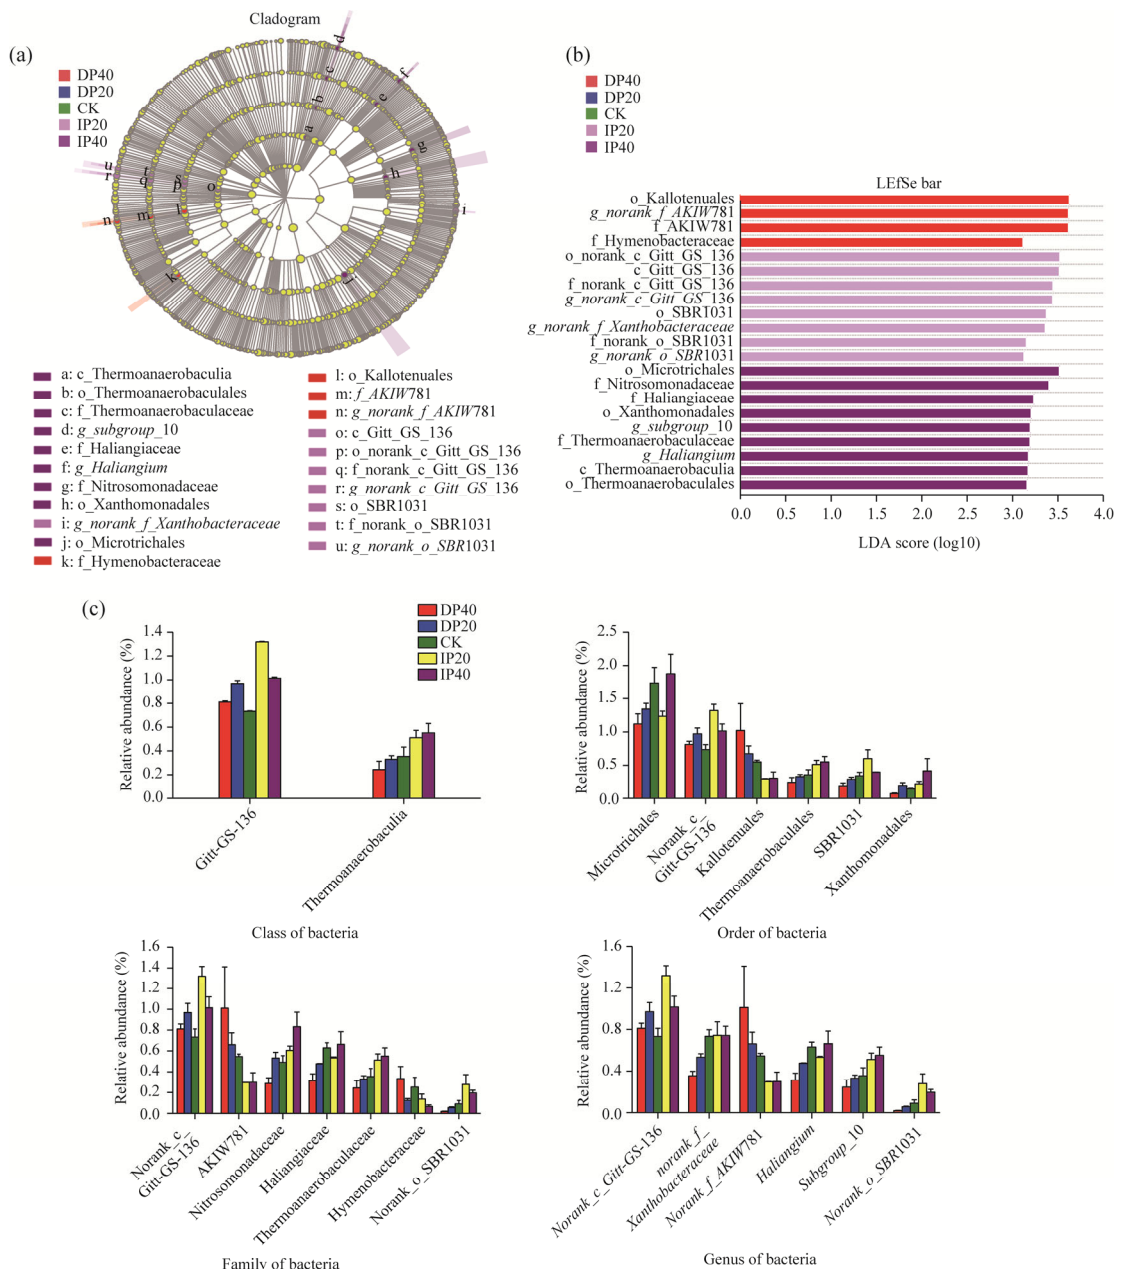 Cladogram
(a)
DP40
DP20
CK
IP20
IP40
d
c
f
b
e
a
g
h
i
u
t
s
r
q
p
o
n
m
l
k
j
a: c_Thermoanaerobaculia
b: o_Thermoanaerobaculales
c: f_Thermoanaerobaculaceae
d: g_subgroup_10
e: f_Haliangiaceae
f: g_Haliangium
g: f_Nitrosomonadaceae
h: o_Xanthomonadales
i: g_norank_f_Xanthobacteraceae
j: o_Microtrichales
k: f_Hymenobacteraceae
l: o_Kallotenuales
m: f_AKIW781
n: g_norank_f_AKIW781
o: c_Gitt_GS_136
p: o_norank_c_Gitt_GS_136
q: f_norank_c_Gitt_GS_136
r: g_norank_c_Gitt_GS_136
s: o_SBR1031
t: f_norank_o_SBR1031
u: g_norank_o_SBR1031
(b)
DP40
DP20
CK
IP20
IP40
LEfSe bar
o_Kallotenuales
g_norank_f_AKIW781
f_AKIW781
f_Hymenobacteraceae
o_norank_c_Gitt_GS_136
c_Gitt_GS_136
f_norank_c_Gitt_GS_136
g_norank_c_Gitt_GS_136
o_SBR1031
g_norank_f_Xanthobacteraceae
f_norank_o_SBR1031
g_norank_o_SBR1031
o_Microtrichales
f_Nitrosomonadaceae
f_Haliangiaceae
o_Xanthomonadales
g_subgroup_10
f_Thermoanaerobaculaceae
g_Haliangium
c_Thermoanaerobaculia
o_Thermoanaerobaculales
0.0 0.5 1.0 1.5 2.0 2.5 3.0 3.5 4.0
LDA score (log10)
(c)
DP40
DP20
CK
IP20
IP40
Relative abundance (%)
1.4
1.2
1.0
0.8
0.6
0.4
0.2
0.0
Gitt-GS-136
Thermoanaerobaculia
Class of bacteria
Relative abundance (%)
2.5
2.0
1.5
1.0
0.5
0.0
Microtrichales
Norank_c_
Gitt-GS-136
Kallotenuales
Thermoanaerobaculales
SBR1031
Xanthomonadales
Order of bacteria
Relative abundance (%)
1.6
1.4
1.2
1.0
0.8
0.6
0.4
0.2
0.0
Norank_c_
Gitt-GS-136
AKIW781
Nitrosomonadaceae
Haliangiaceae
Thermoanaerobaculaceae
Hymenobacteraceae
Norank_o_SBR1031
Family of bacteria
Relative abundance (%)
1.6
1.2
0.8
0.4
0.0
Norank_c_Gitt-GS-136
norank_f_
Xanthobacteraceae
Norank_f_AKIW781
Haliangium
Subgroup_10
Norank_o_SBR1031
Genus of bacteria